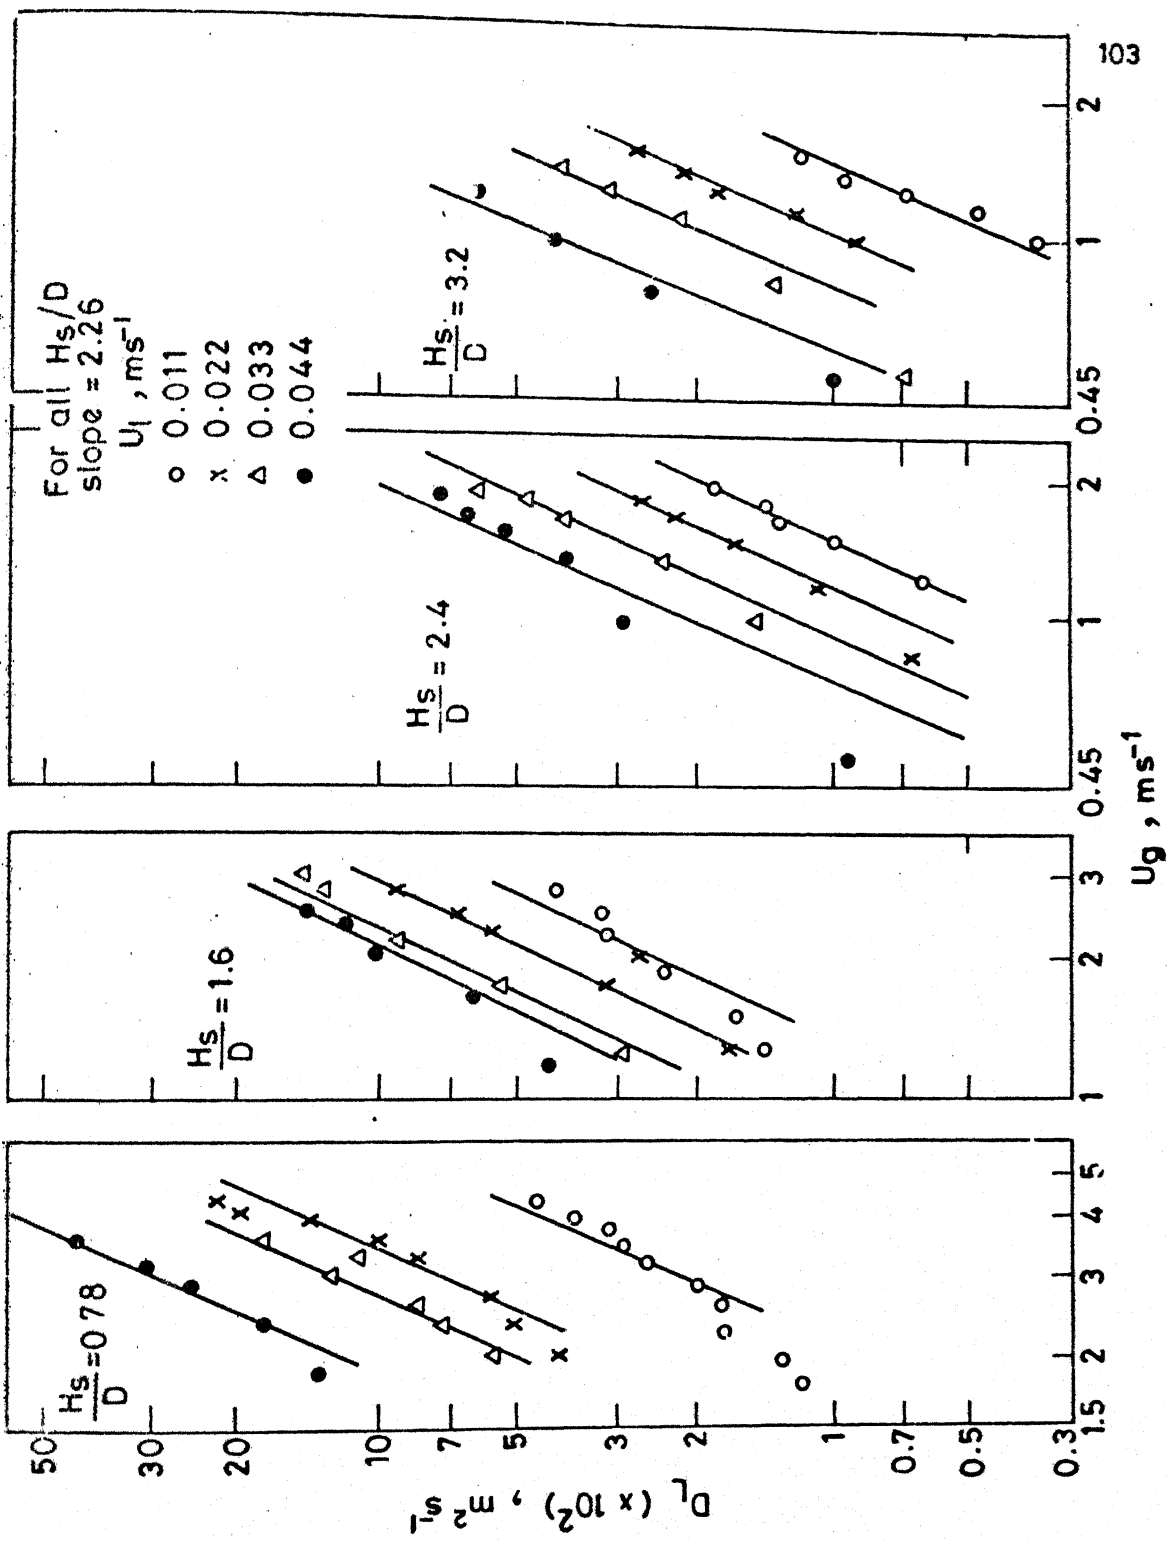 103
For all Hs/D
slope = 2.26
Ul , ms-1
o 0.011
x 0.022
△ 0.033
● 0.044
Hs/D = 0 78
Hs/D = 1.6
Hs/D = 2.4
Hs/D = 3.2
50
30
20
10
7
5
3
2
1
0.7
0.5
0.3
DL (x 10²) , m² s-1
1.5 2 3 4 5
1 2 3
0.45 1 2
0.45 1 2
Ug , ms-1